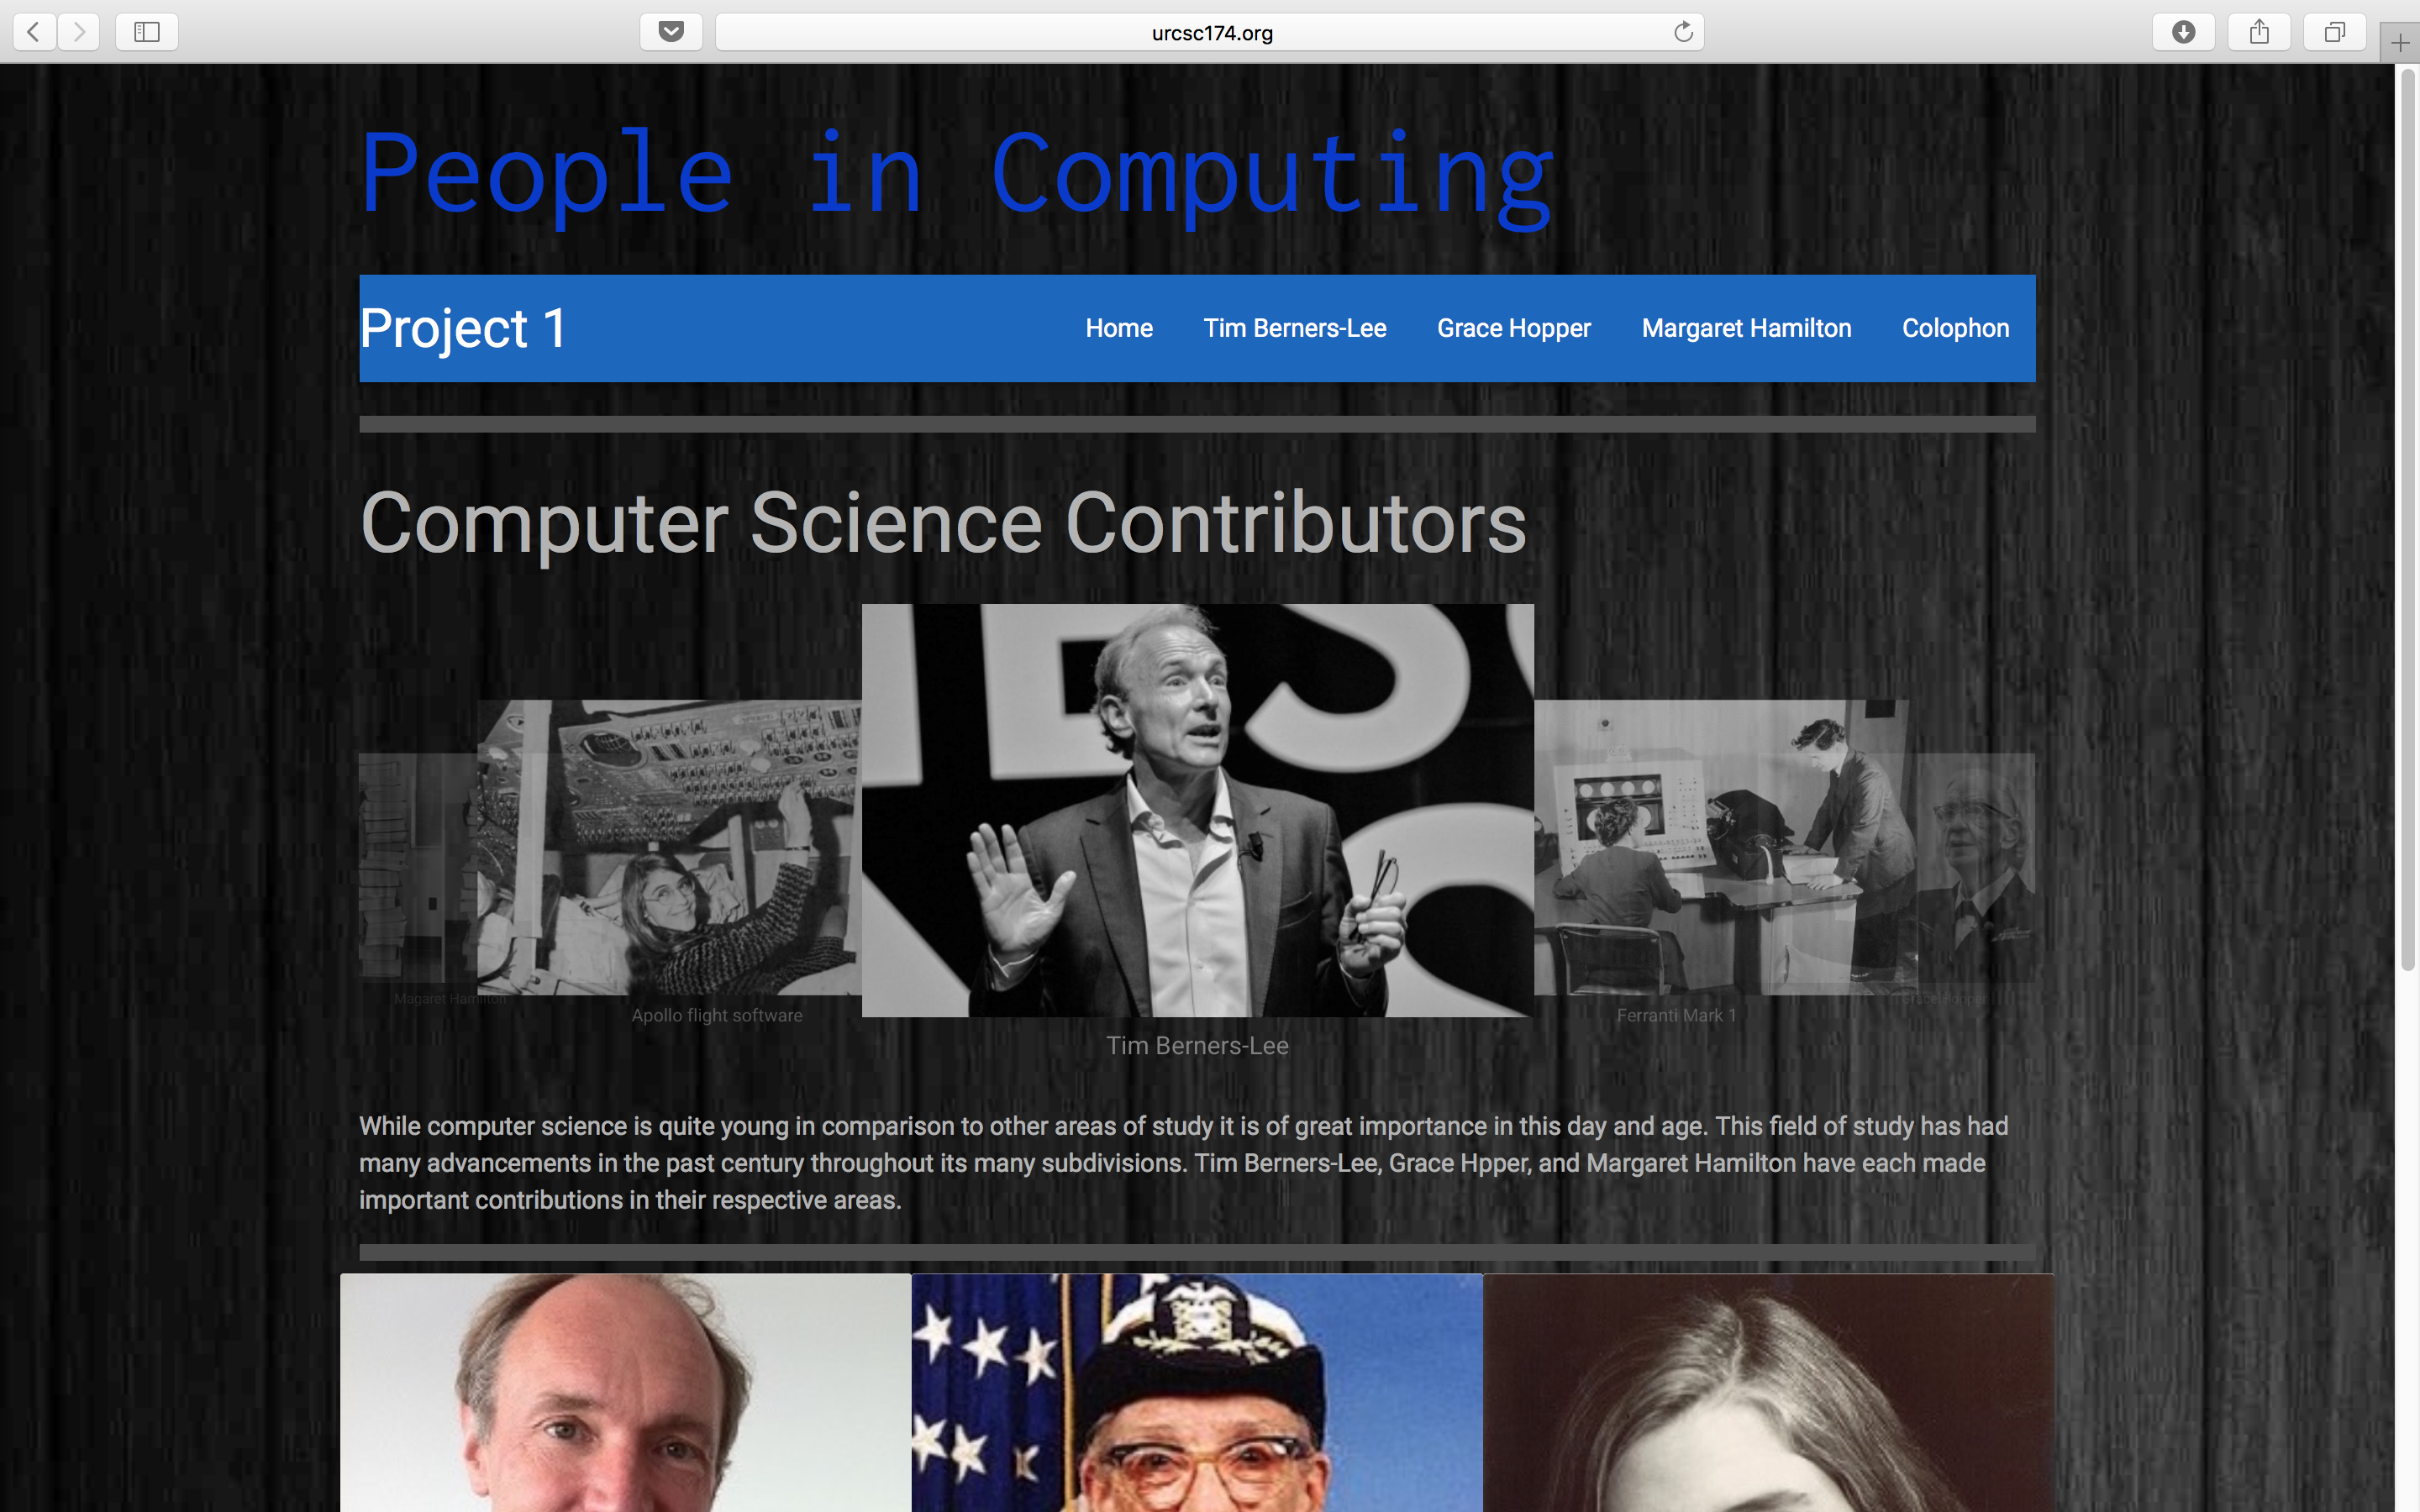 urcsc174.org
People in Computing
Project 1
Home Tim Berners-Lee Grace Hopper Margaret Hamilton Colophon
Computer Science Contributors
Magaret Hamilton
Apollo flight software
Tim Berners-Lee
Ferranti Mark 1
Grace Hopper
While computer science is quite young in comparison to other areas of study it is of great importance in this day and age. This field of study has had
many advancements in the past century throughout its many subdivisions. Tim Berners-Lee, Grace Hpper, and Margaret Hamilton have each made
important contributions in their respective areas.